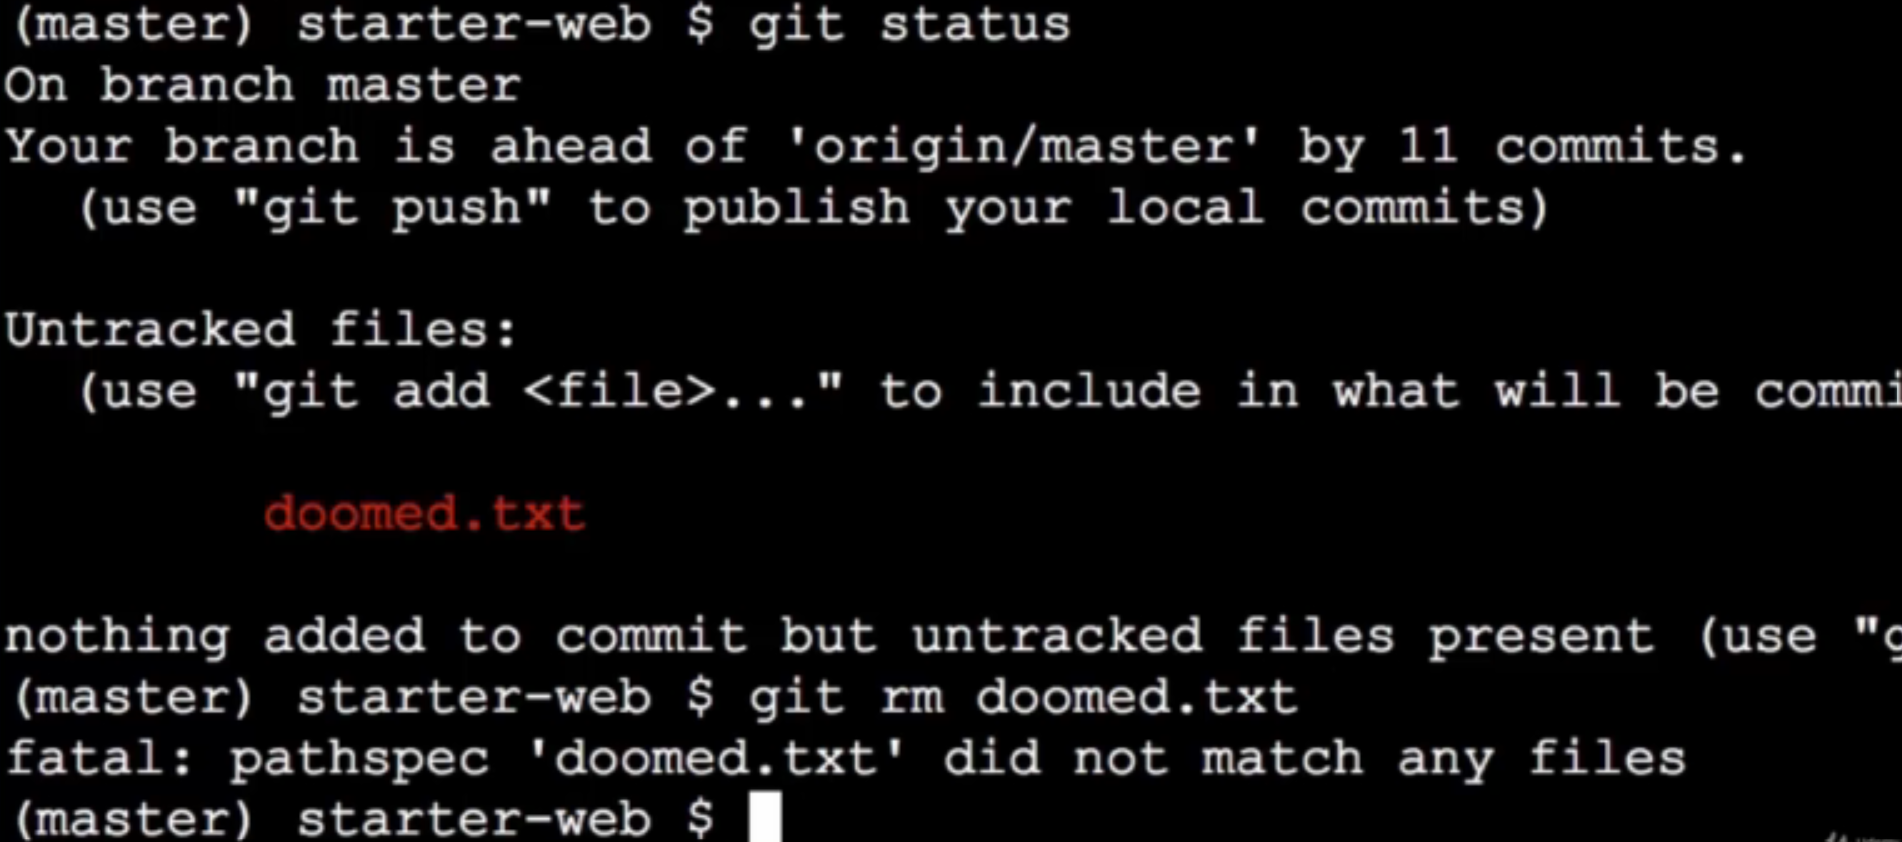 (master) starter-web $ git status
On branch master
Your branch is ahead of 'origin/master' by 11 commits.
(use "git push" to publish your local commits)
Untracked files:
(use "git add <file>..." to include in what will be commi
doomed.txt
nothing added to commit but untracked files present (use "g
(master) starter-web $ git rm doomed.txt
fatal: pathspec 'doomed.txt' did not match any files
(master) starter-web $